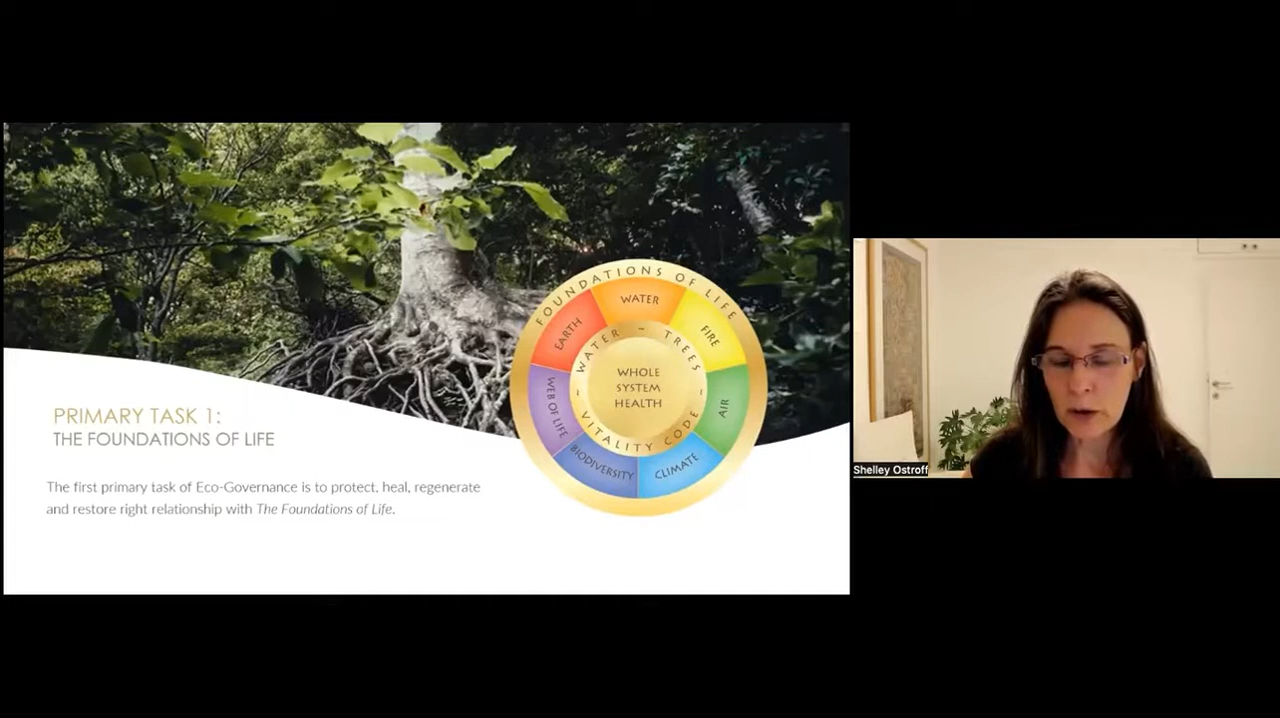 PRIMARY TASK 1:
THE FOUNDATIONS OF LIFE
The first primary task of Eco-Governance is to protect, heal, regenerate
and restore right relationship with The Foundations of Life.
FOUNDATIONS OF LIFE
EARTH
WATER
FIRE
AIR
CLIMATE
BIODIVERSITY
WEB OF LIFE
WATER ~ TREES ~ VITALITY CODE ~
WHOLE
SYSTEM
HEALTH
Shelley Ostroff